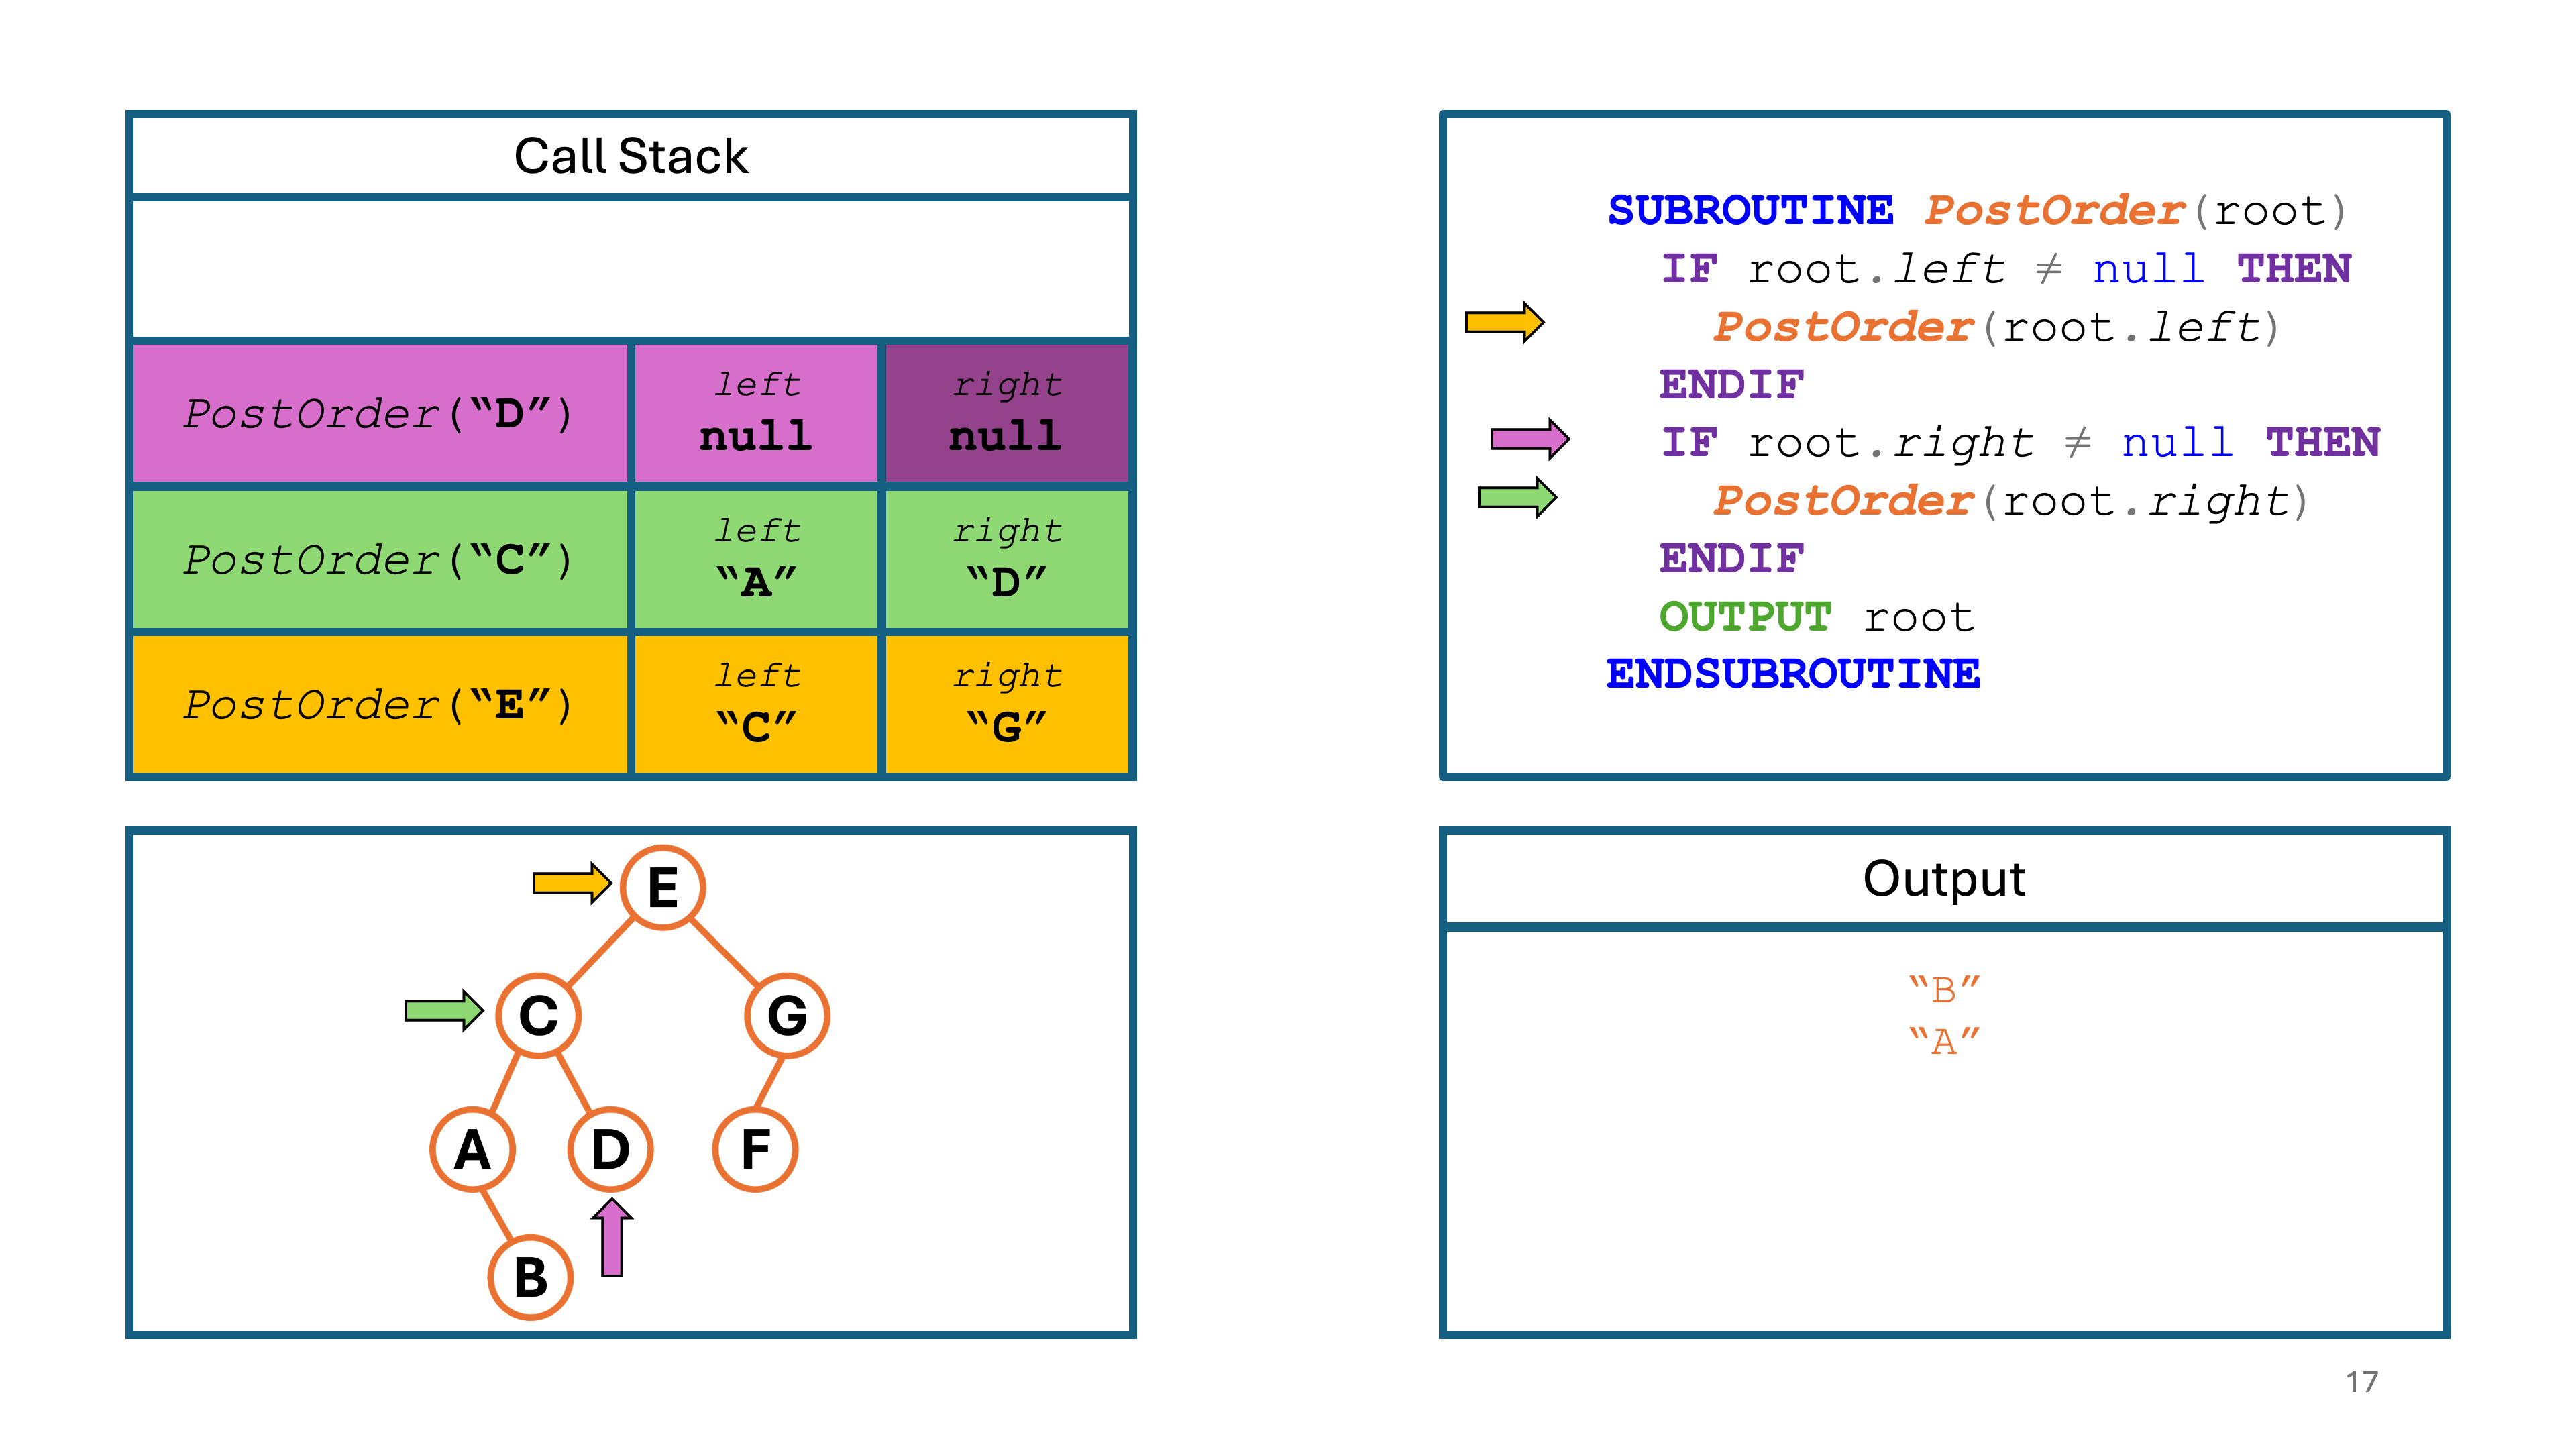 Call Stack
PostOrder(“D”)
left
null
right
null
PostOrder(“C”)
left
“A”
right
“D”
PostOrder(“E”)
left
“C”
right
“G”
SUBROUTINE PostOrder(root)
IF root.left ≠ null THEN
PostOrder(root.left)
ENDIF
IF root.right ≠ null THEN
PostOrder(root.right)
ENDIF
OUTPUT root
ENDSUBROUTINE
E
C
G
A
D
F
B
Output
“B”
“A”
17